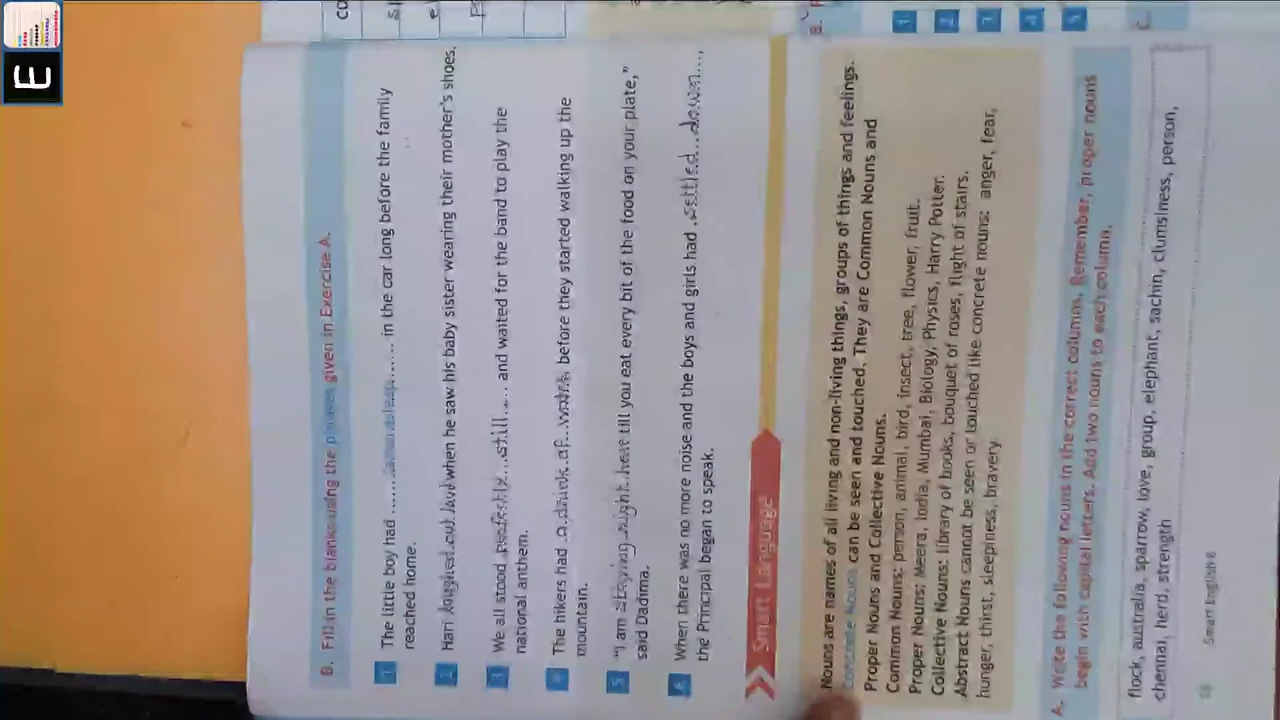 E
B. Fill in the blanks using the phrases given in Exercise A.
1 The little boy had ...... fallen asleep ...... in the car long before the family
reached home.
2 Hari laughed out loud when he saw his baby sister wearing their mother's shoes.
3 We all stood perfectly...still.... and waited for the band to play the
national anthem.
4 The hikers had a drink of water before they started walking up the
mountain.
5 "I am staying right here till you eat every bit of the food on your plate,"
said Dadima.
6 When there was no more noise and the boys and girls had .settled...down....,
the Principal began to speak.
Smart Language
Nouns are names of all living and non-living things, groups of things and feelings.
Concrete Nouns can be seen and touched. They are Common Nouns and
Proper Nouns and Collective Nouns.
Common Nouns: person, animal, bird, insect, tree, flower, fruit.
Proper Nouns: Meera, India, Mumbai, Biology, Physics, Harry Potter.
Collective Nouns: library of books, bouquet of roses, flight of stairs.
Abstract Nouns cannot be seen or touched like concrete nouns: anger, fear,
hunger, thirst, sleepiness, bravery.
A. Write the following nouns in the correct columns. Remember, proper nouns
begin with capital letters. Add two nouns to each column.
flock, australia, sparrow, love, group, elephant, sachin, clumsiness, person,
chennai, herd, strength
Smart English 6
B.
1
2
3
4
5
C.